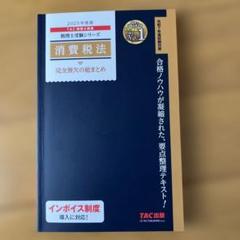 2023年度版
税理士受験シリーズ
消費税法
完全無欠の総まとめ
合格ノウハウが凝縮された、要点整理テキスト!
インボイス制度
導入に対応!
TAC出版